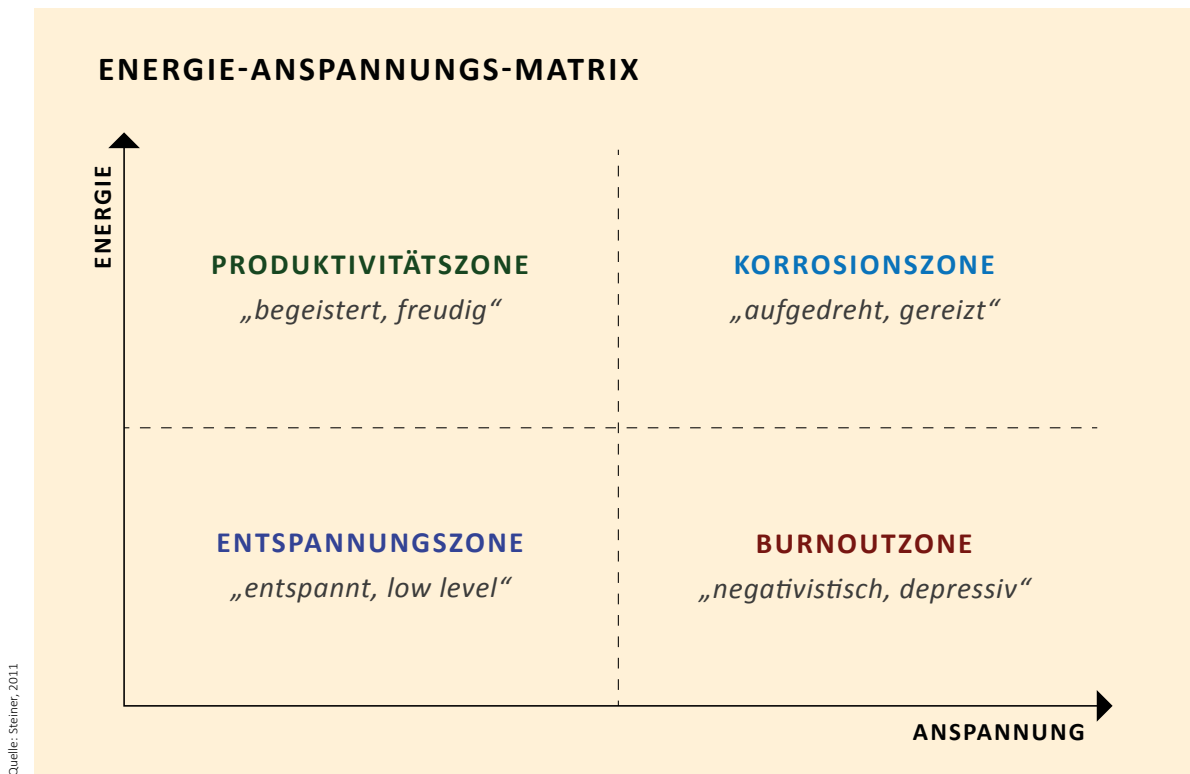 ENERGIE-ANSPANNUNGS-MATRIX
ENERGIE
PRODUKTIVITÄTSZONE
„begeistert, freudig“
KORROSIONSZONE
„aufgedreht, gereizt“
ENTSPANNUNGSZONE
„entspannt, low level“
BURNOUTZONE
„negativistisch, depressiv“
ANSPANNUNG
Quelle: Steiner, 2011